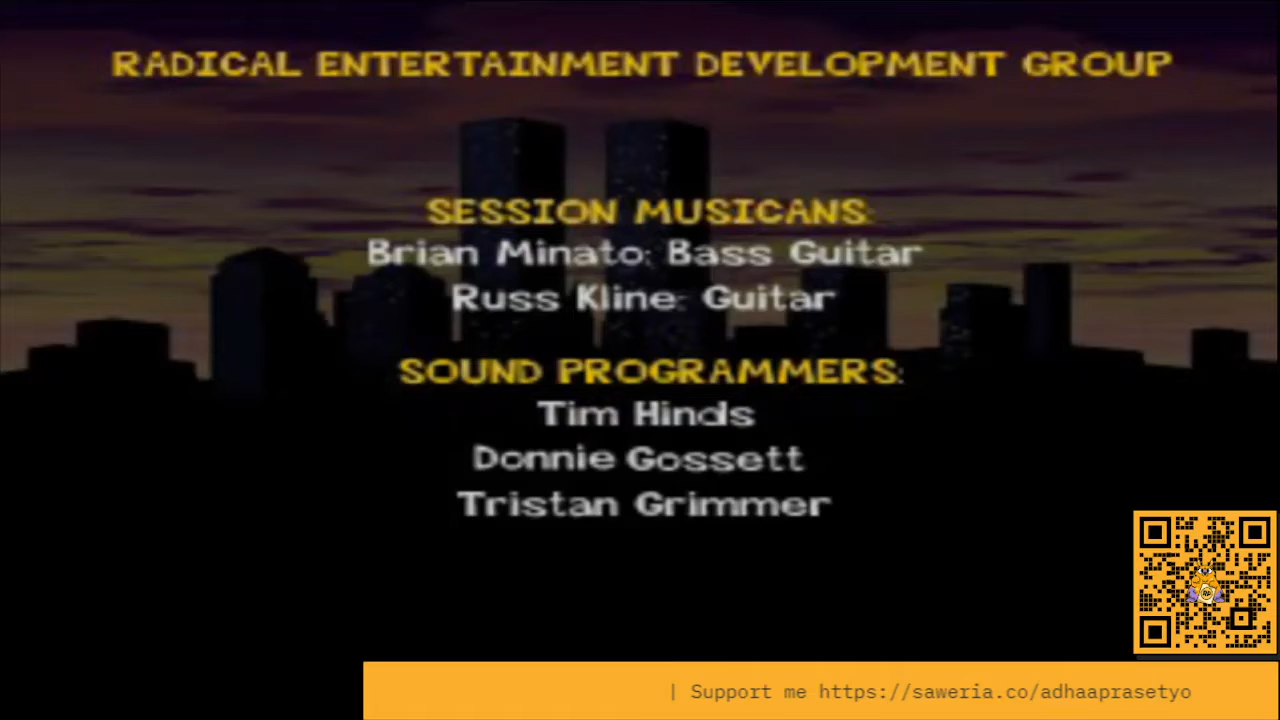 RADICAL ENTERTAINMENT DEVELOPMENT GROUP
SESSION MUSICANS:
Brian Minato: Bass Guitar
Russ Kline: Guitar
SOUND PROGRAMMERS:
Tim Hinds
Donnie Gossett
Tristan Grimmer
| Support me https://saweria.co/adhaaprasetyo